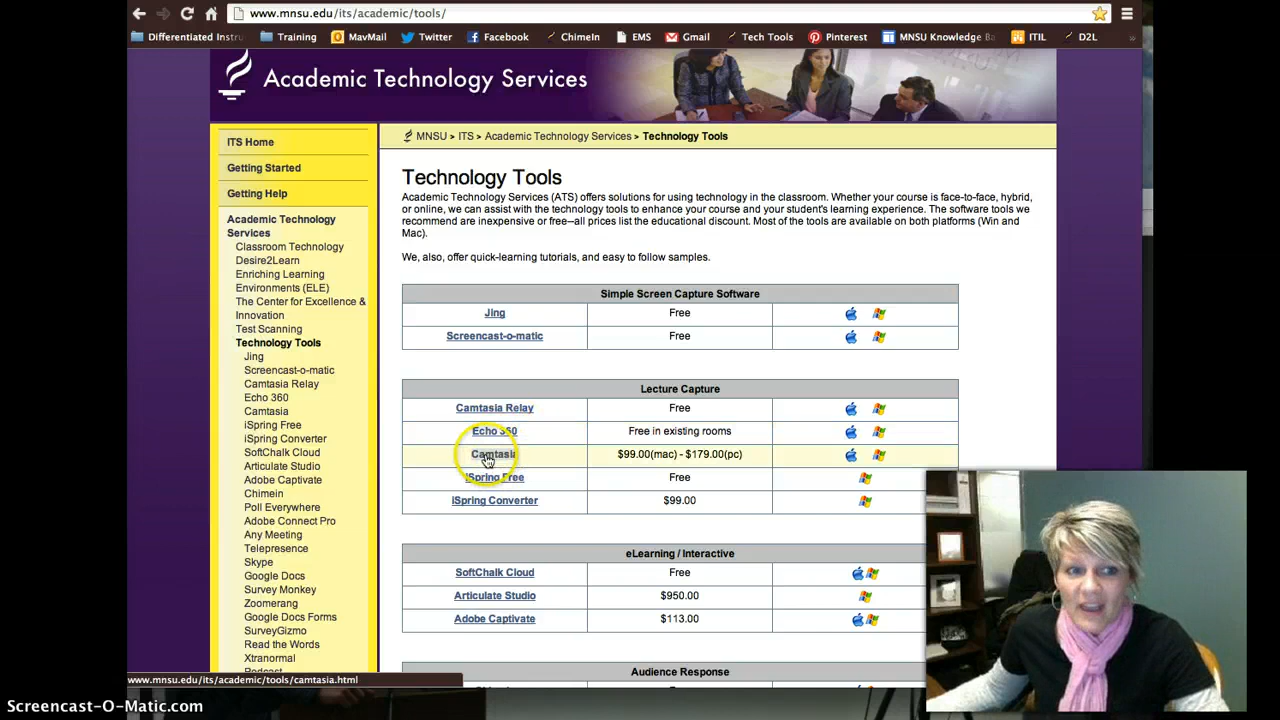 www.mnsu.edu/its/academic/tools/
Differentiated Instru
Training
MavMail
Twitter
Facebook
ChimeIn
EMS
Gmail
Tech Tools
Pinterest
MNSU Knowledge Ba
ITIL
D2L
»
Academic Technology Services
ITS Home
Getting Started
Getting Help
Academic Technology
Services
Classroom Technology
Desire2Learn
Enriching Learning
Environments (ELE)
The Center for Excellence &
Innovation
Test Scanning
Technology Tools
Jing
Screencast-o-matic
Camtasia Relay
Echo 360
Camtasia
iSpring Free
iSpring Converter
SoftChalk Cloud
Articulate Studio
Adobe Captivate
Chimein
Poll Everywhere
Adobe Connect Pro
Any Meeting
Telepresence
Skype
Google Docs
Survey Monkey
Zoomerang
Google Docs Forms
SurveyGizmo
Read the Words
Xtranormal
MNSU > ITS > Academic Technology Services > Technology Tools
Technology Tools
Academic Technology Services (ATS) offers solutions for using technology in the classroom. Whether your course is face-to-face, hybrid,
or online, we can assist with the technology tools to enhance your course and your student's learning experience. The software tools we
recommend are inexpensive or free--all prices list the educational discount. Most of the tools are available on both platforms (Win and
Mac).
We, also, offer quick-learning tutorials, and easy to follow samples.
Simple Screen Capture Software
Jing Free
Screencast-o-matic Free
Lecture Capture
Camtasia Relay Free
Echo 360 Free in existing rooms
Camtasia $99.00(mac) - $179.00(pc)
iSpring Free Free
iSpring Converter $99.00
eLearning / Interactive
SoftChalk Cloud Free
Articulate Studio $950.00
Adobe Captivate $113.00
Audience Response
www.mnsu.edu/its/academic/tools/camtasia.html
Screencast-O-Matic.com